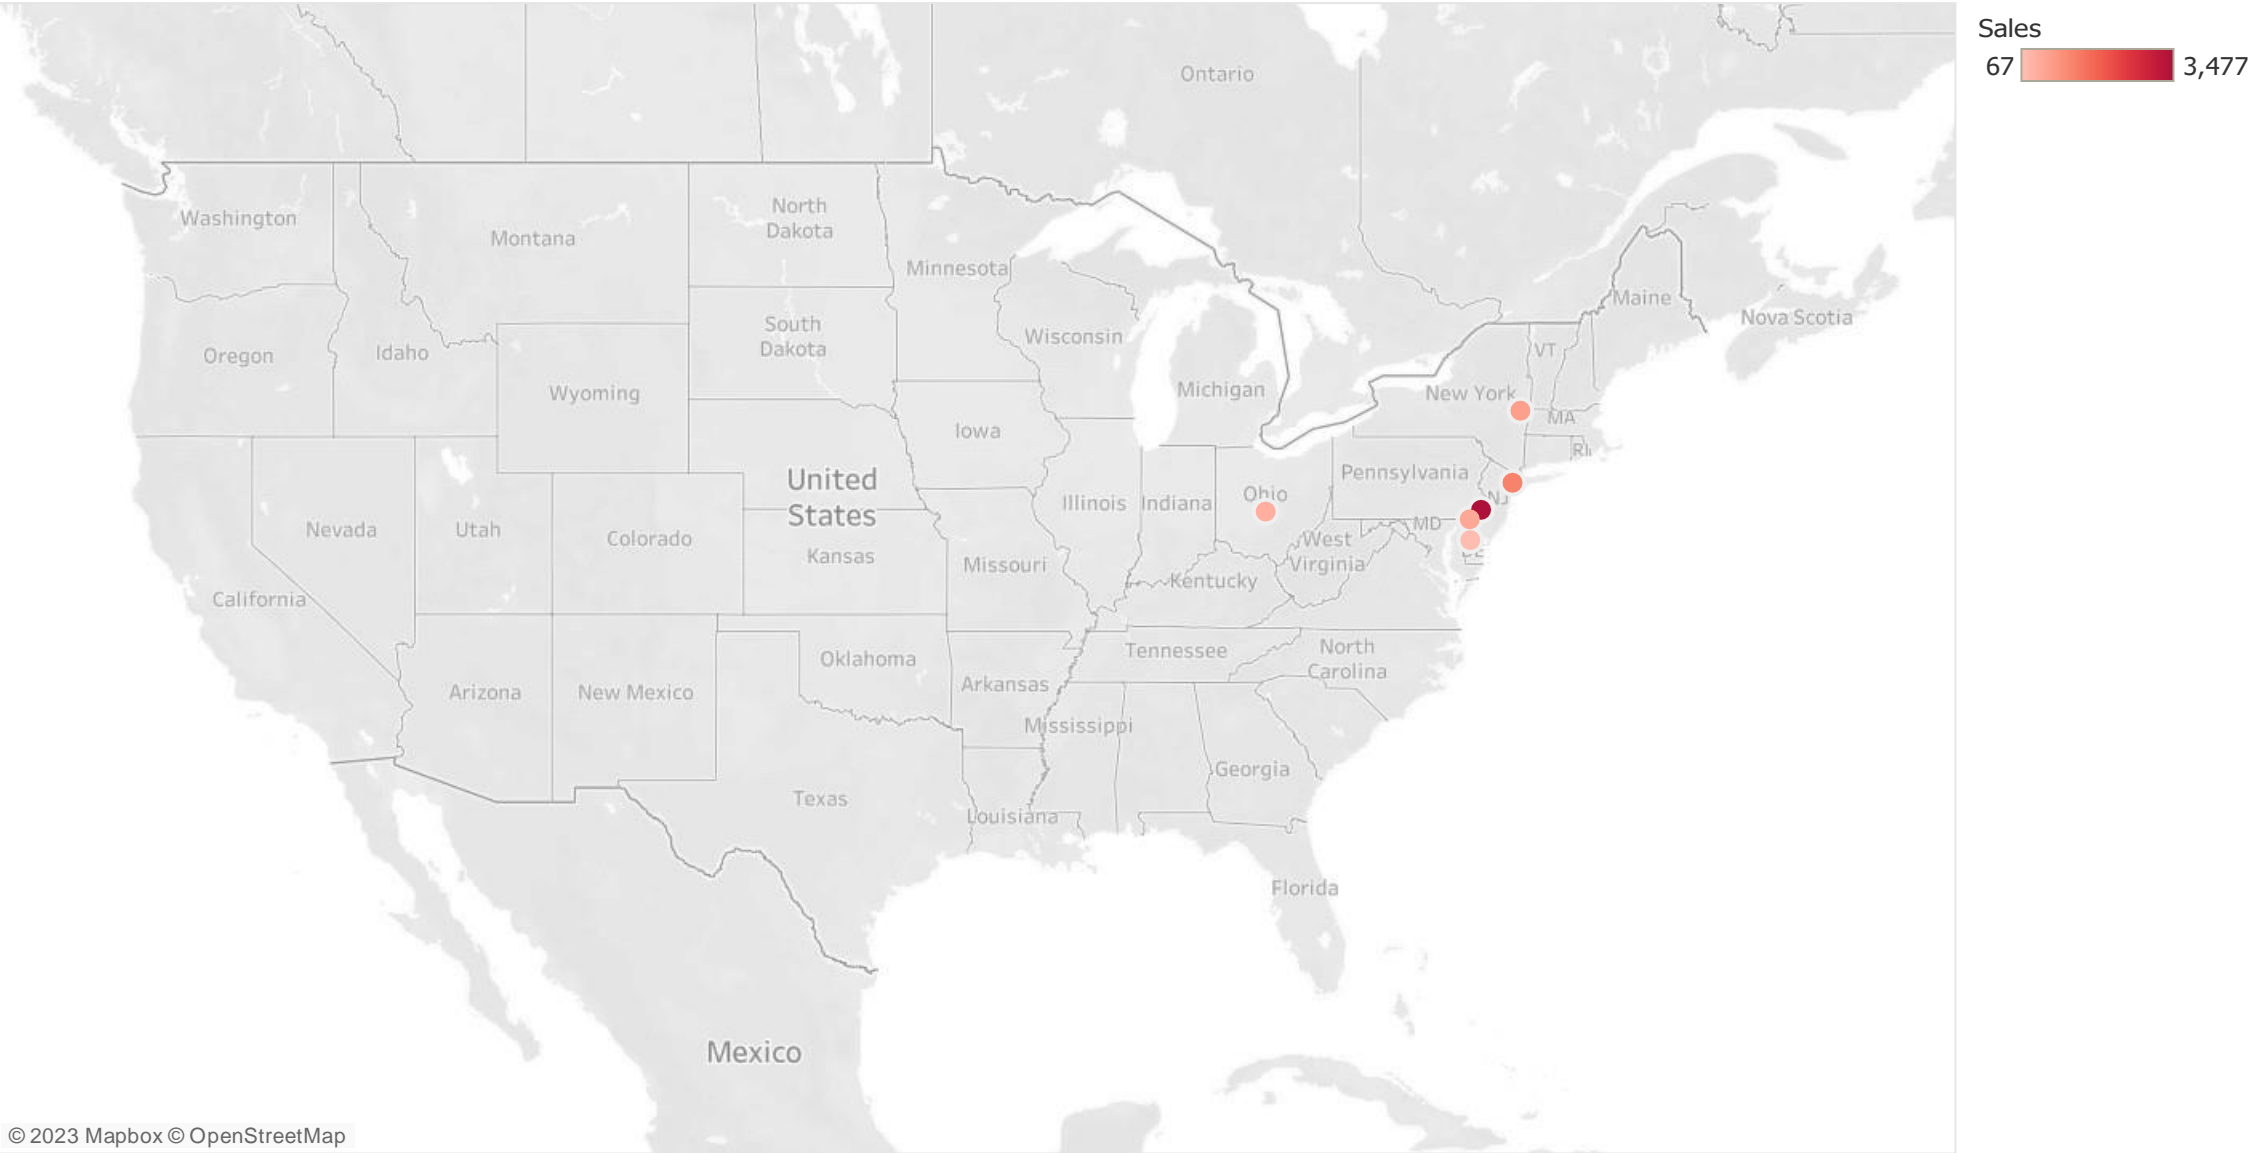 Sales
67 3,477
Ontario
Washington
Montana
North
Dakota
Minnesota
Maine
Nova Scotia
Oregon
Idaho
South
Dakota
Wisconsin
VT
Wyoming
Michigan
New York
MA
Iowa
RI
United
States
Pennsylvania
Ohio
NJ
Nevada
Utah
Colorado
Illinois
Indiana
MD
Kansas
Missouri
West
Virginia
DE
California
Kentucky
Oklahoma
Tennessee
North
Carolina
Arizona
New Mexico
Arkansas
Mississippi
Georgia
Texas
Louisiana
Florida
Mexico
© 2023 Mapbox © OpenStreetMap